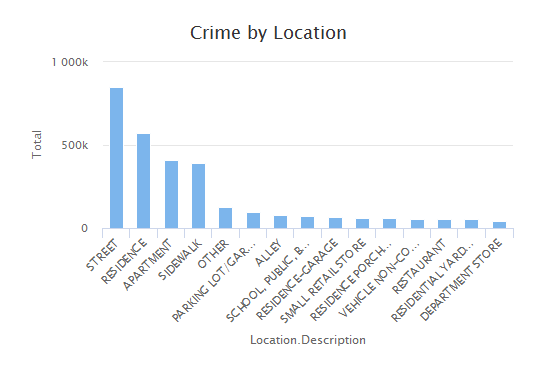 Crime by Location
1 000k
500k
0
Total
STREET
RESIDENCE
APARTMENT
SIDEWALK
OTHER
PARKING LOT/GAR...
ALLEY
SCHOOL, PUBLIC, B...
RESIDENCE-GARAGE
SMALL RETAIL STORE
RESIDENCE PORCH...
VEHICLE NON-CO...
RESTAURANT
RESIDENTIAL YARD...
DEPARTMENT STORE
Location.Description